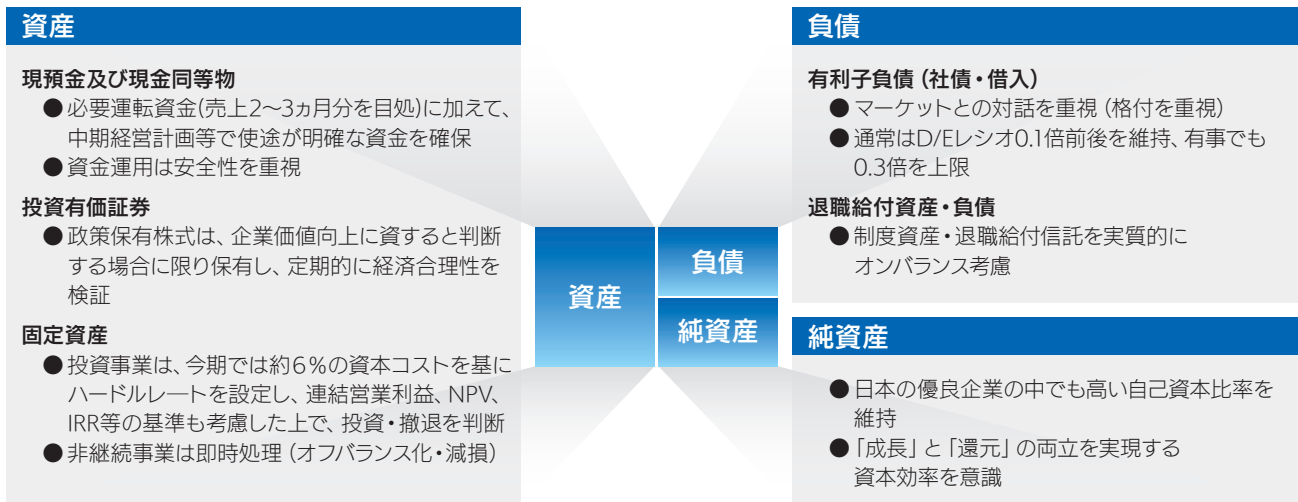 資産
現預金及び現金同等物
●必要運転資金(売上2〜3ヵ月分を目処)に加えて、
中期経営計画等で使途が明確な資金を確保
●資金運用は安全性を重視
投資有価証券
●政策保有株式は、企業価値向上に資すると判断
する場合に限り保有し、定期的に経済合理性を
検証
固定資産
●投資事業は、今期では約6%の資本コストを基に
ハードルレートを設定し、連結営業利益、NPV、
IRR等の基準も考慮した上で、投資・撤退を判断
●非継続事業は即時処理(オフバランス化・減損)
資産
負債
純資産
負債
有利子負債(社債・借入)
●マーケットとの対話を重視(格付を重視)
●通常はD/Eレシオ0.1倍前後を維持、有事でも
0.3倍を上限
退職給付資産・負債
●制度資産・退職給付信託を実質的に
オンバランス考慮
純資産
●日本の優良企業の中でも高い自己資本比率を
維持
●「成長」と「還元」の両立を実現する
資本効率を意識